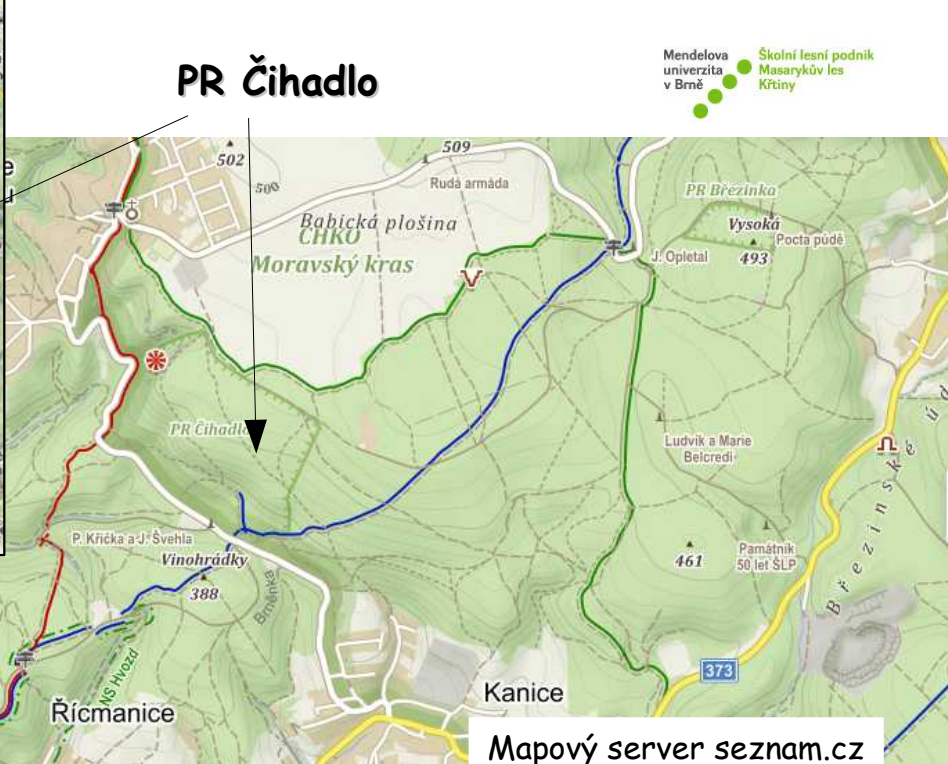 PR Čihadlo
Mendelova
univerzita
v Brně
Školní lesní podnik
Masarykův les
Křtiny
502
509
500
Rudá armáda
PR Březinka
Babická plošina
CHKO
Moravský kras
Vysoká
493
Pocta půdě
J. Opletal
PR Čihadlo
Ludvík a Marie
Belcredi
P. Křička a J. Švehla
Vinohrádky
388
461
Památník
50 let ŠLP
Březinské úd
Brněnka
NS Hvozd
373
Kanice
Řícmanice
Mapový server seznam.cz